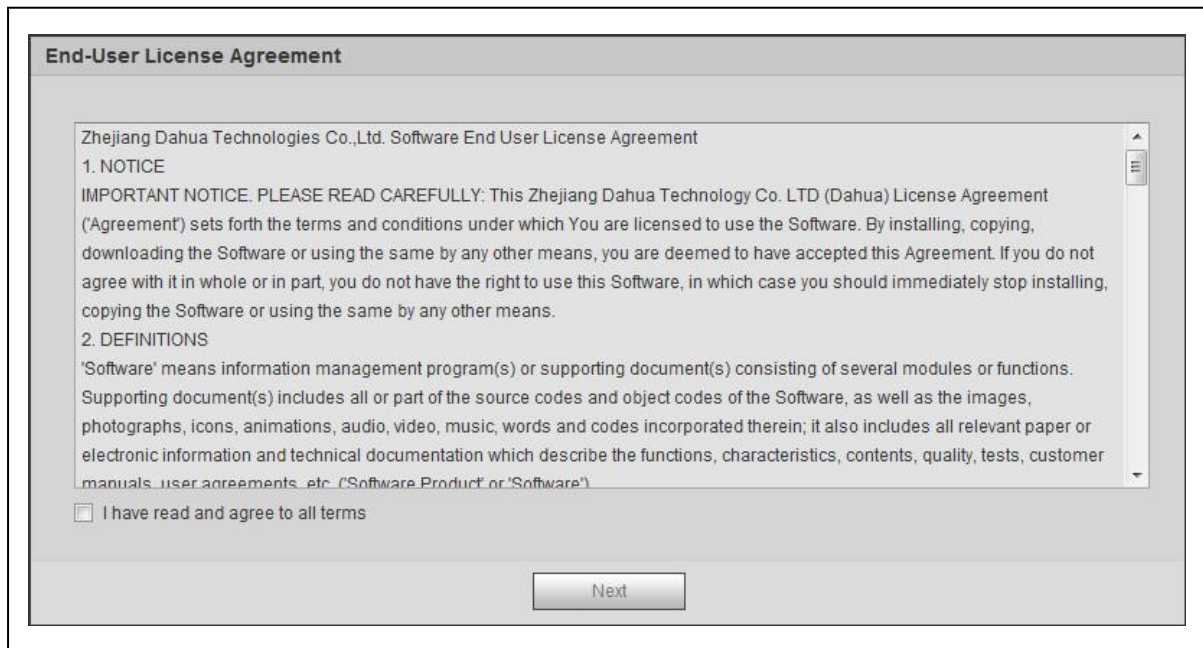 End-User License Agreement
Zhejiang Dahua Technologies Co.,Ltd. Software End User License Agreement
1. NOTICE
IMPORTANT NOTICE. PLEASE READ CAREFULLY: This Zhejiang Dahua Technology Co. LTD (Dahua) License Agreement
('Agreement') sets forth the terms and conditions under which You are licensed to use the Software. By installing, copying,
downloading the Software or using the same by any other means, you are deemed to have accepted this Agreement. If you do not
agree with it in whole or in part, you do not have the right to use this Software, in which case you should immediately stop installing,
copying the Software or using the same by any other means.
2. DEFINITIONS
'Software' means information management program(s) or supporting document(s) consisting of several modules or functions.
Supporting document(s) includes all or part of the source codes and object codes of the Software, as well as the images,
photographs, icons, animations, audio, video, music, words and codes incorporated therein; it also includes all relevant paper or
electronic information and technical documentation which describe the functions, characteristics, contents, quality, tests, customer
manuals, user agreements, etc. ('Software Product' or 'Software')
I have read and agree to all terms
Next